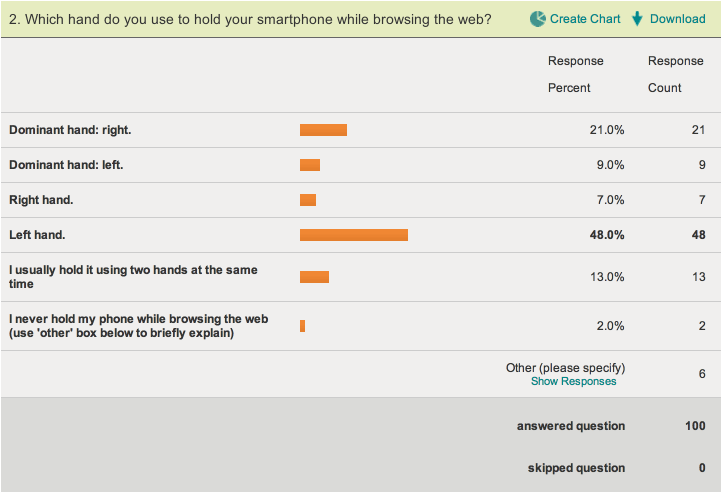 2. Which hand do you use to hold your smartphone while browsing the web? Create Chart Download
Response Response
Percent Count
Dominant hand: right. 21.0% 21
Dominant hand: left. 9.0% 9
Right hand. 7.0% 7
Left hand. 48.0% 48
I usually hold it using two hands at the same
time 13.0% 13
I never hold my phone while browsing the web
(use 'other' box below to briefly explain) 2.0% 2
Other (please specify) 6
Show Responses
answered question 100
skipped question 0